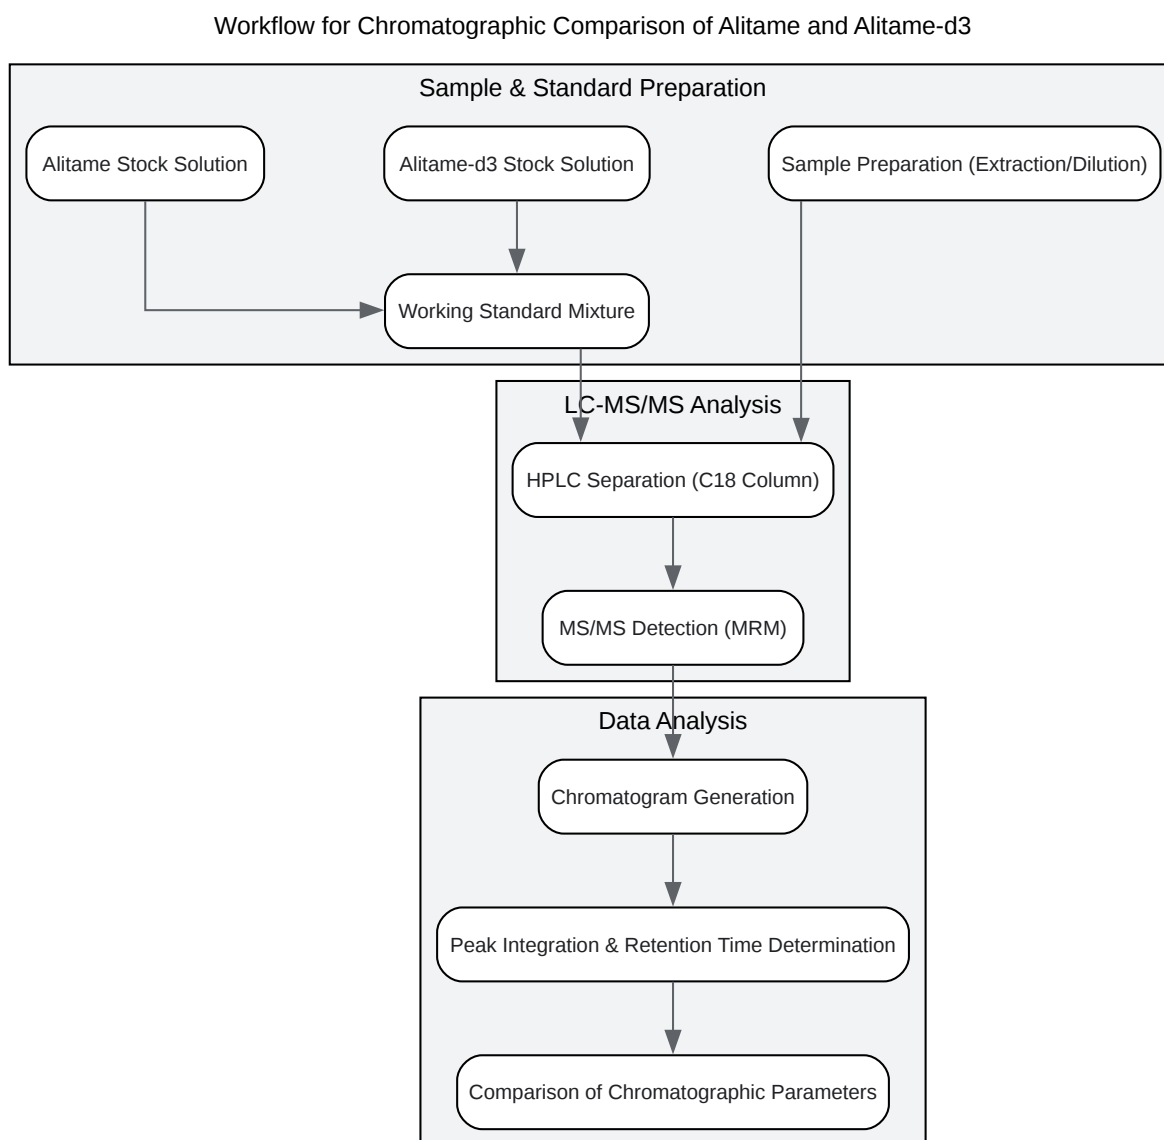 Workflow for Chromatographic Comparison of Alitame and Alitame-d3
Sample & Standard Preparation
Alitame Stock Solution
Alitame-d3 Stock Solution
Sample Preparation (Extraction/Dilution)
Working Standard Mixture
LC-MS/MS Analysis
HPLC Separation (C18 Column)
MS/MS Detection (MRM)
Data Analysis
Chromatogram Generation
Peak Integration & Retention Time Determination
Comparison of Chromatographic Parameters